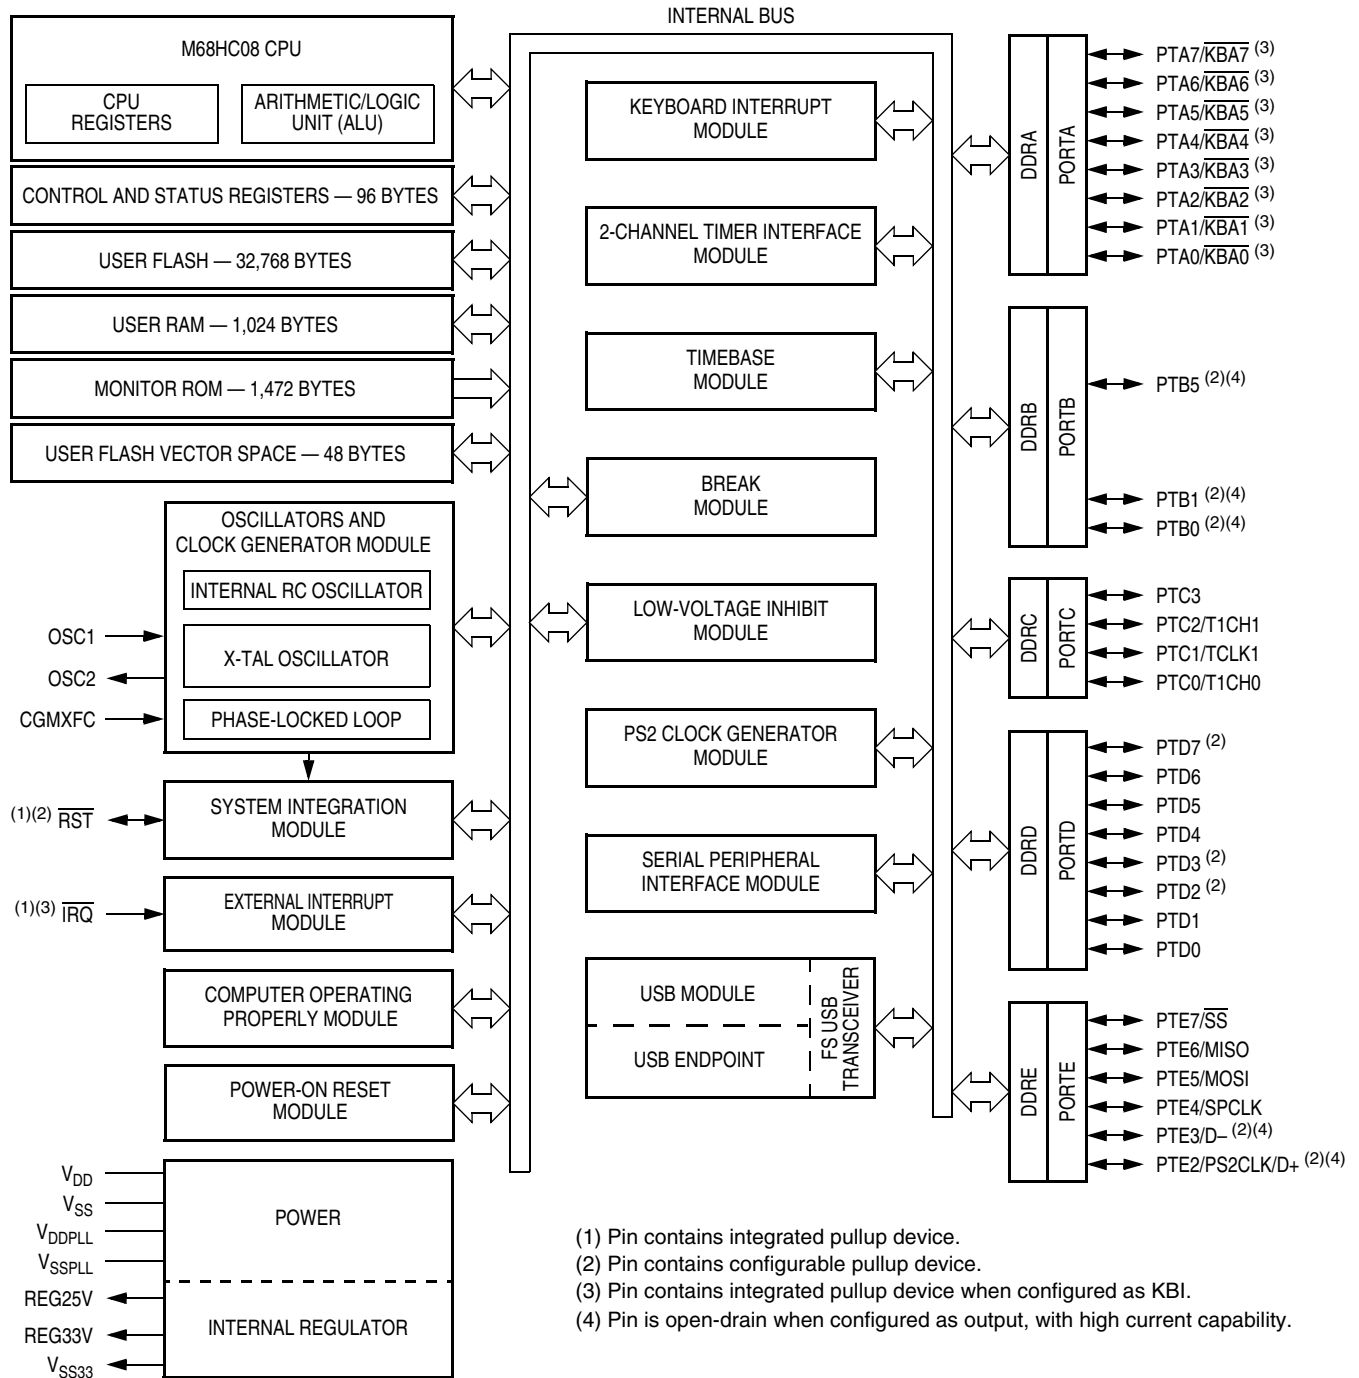 INTERNAL BUS
M68HC08 CPU
CPU
REGISTERS
ARITHMETIC/LOGIC
UNIT (ALU)
CONTROL AND STATUS REGISTERS — 96 BYTES
USER FLASH — 32,768 BYTES
USER RAM — 1,024 BYTES
MONITOR ROM — 1,472 BYTES
USER FLASH VECTOR SPACE — 48 BYTES
OSCILLATORS AND
CLOCK GENERATOR MODULE
INTERNAL RC OSCILLATOR
X-TAL OSCILLATOR
PHASE-LOCKED LOOP
OSC1
OSC2
CGMXFC
SYSTEM INTEGRATION
MODULE
(1)(2) RST
EXTERNAL INTERRUPT
MODULE
(1)(3) IRQ
COMPUTER OPERATING
PROPERLY MODULE
POWER-ON RESET
MODULE
VDD
VSS
VDDPLL
VSSPLL
REG25V
REG33V
VSS33
POWER
INTERNAL REGULATOR
KEYBOARD INTERRUPT
MODULE
2-CHANNEL TIMER INTERFACE
MODULE
TIMEBASE
MODULE
BREAK
MODULE
LOW-VOLTAGE INHIBIT
MODULE
PS2 CLOCK GENERATOR
MODULE
SERIAL PERIPHERAL
INTERFACE MODULE
USB MODULE
USB ENDPOINT
FS USB
TRANSCEIVER
DDRA
PORTA
PTA7/KBA7 (3)
PTA6/KBA6 (3)
PTA5/KBA5 (3)
PTA4/KBA4 (3)
PTA3/KBA3 (3)
PTA2/KBA2 (3)
PTA1/KBA1 (3)
PTA0/KBA0 (3)
DDRB
PORTB
PTB5 (2)(4)
PTB1 (2)(4)
PTB0 (2)(4)
DDRC
PORTC
PTC3
PTC2/T1CH1
PTC1/TCLK1
PTC0/T1CH0
DDRD
PORTD
PTD7 (2)
PTD6
PTD5
PTD4
PTD3 (2)
PTD2 (2)
PTD1
PTD0
DDRE
PORTE
PTE7/SS
PTE6/MISO
PTE5/MOSI
PTE4/SPCLK
PTE3/D– (2)(4)
PTE2/PS2CLK/D+ (2)(4)
(1) Pin contains integrated pullup device.
(2) Pin contains configurable pullup device.
(3) Pin contains integrated pullup device when configured as KBI.
(4) Pin is open-drain when configured as output, with high current capability.